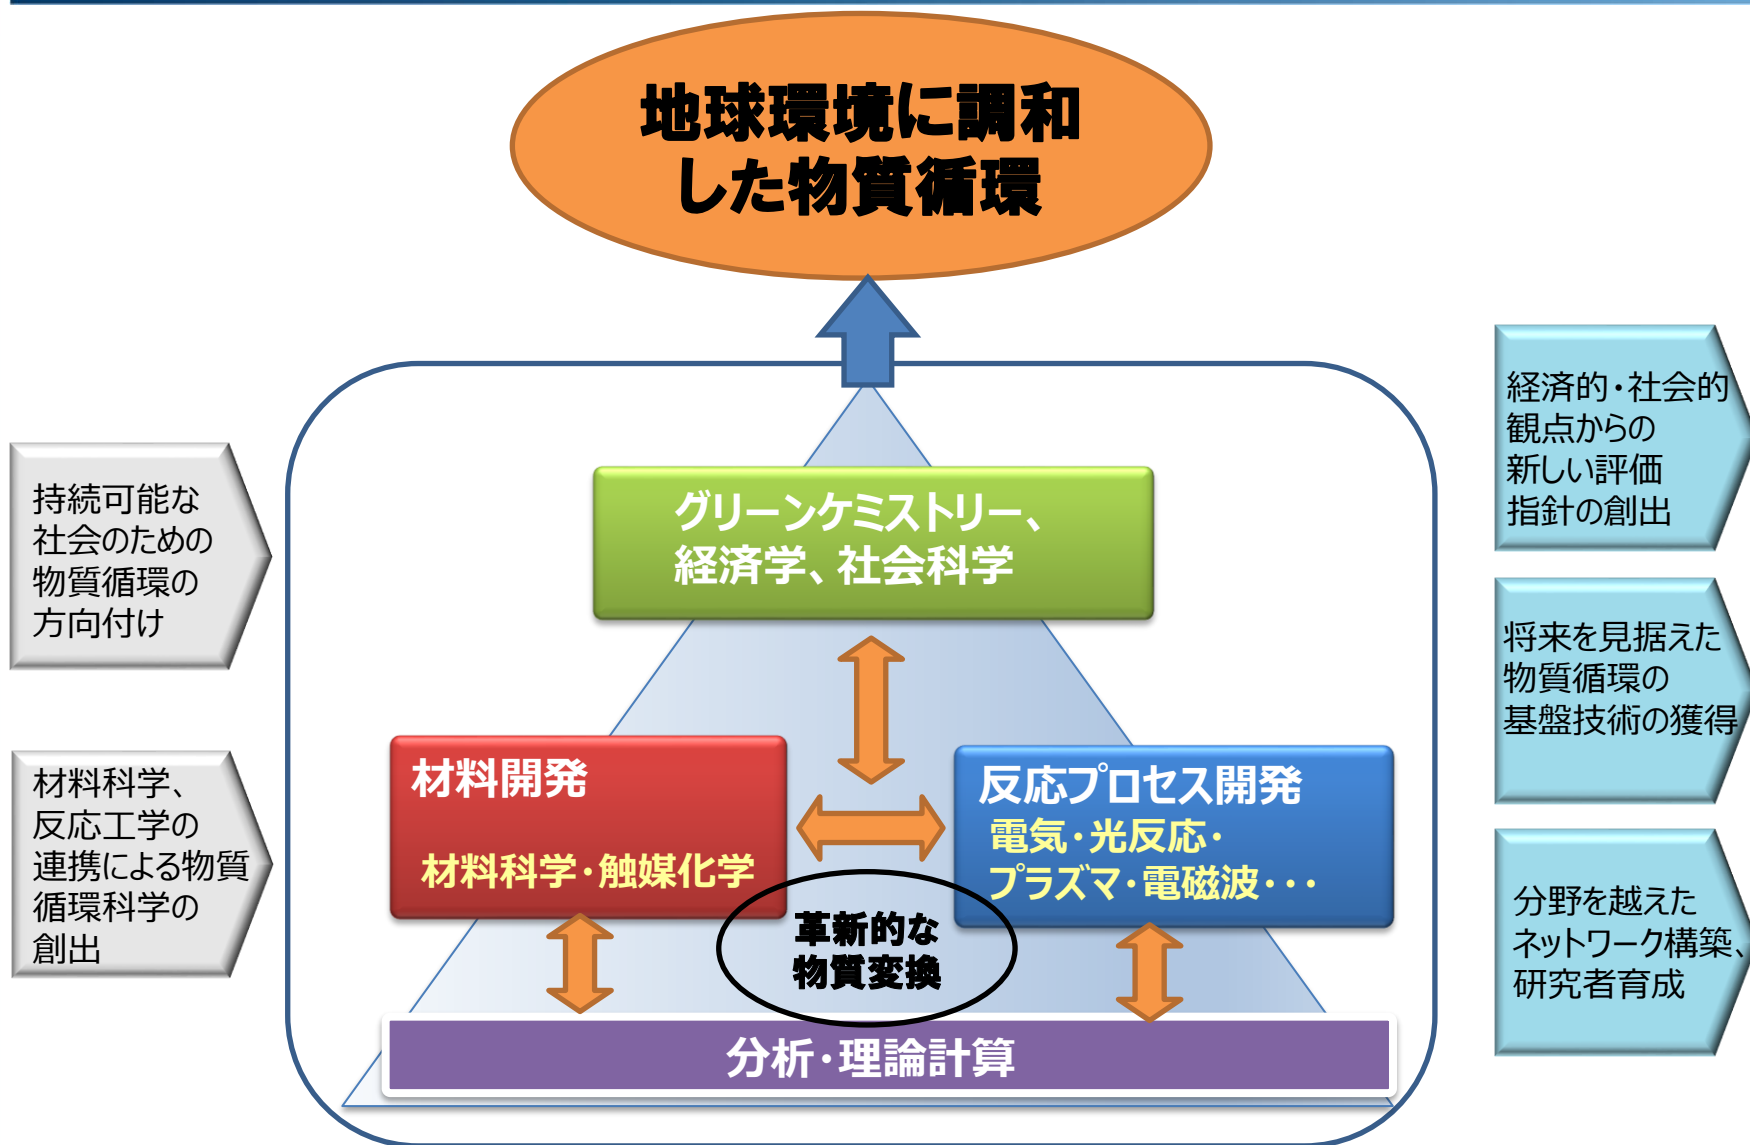 地球環境に調和
した物質循環
持続可能な
社会のための
物質循環の
方向付け
材料科学、
反応工学の
連携による物質
循環科学の
創出
グリーンケミストリー、
経済学、社会科学
材料開発
材料科学・触媒化学
反応プロセス開発
電気・光反応・
プラズマ・電磁波・・・
革新的な
物質変換
分析・理論計算
経済的・社会的
観点からの
新しい評価
指針の創出
将来を見据えた
物質循環の
基盤技術の獲得
分野を越えた
ネットワーク構築、
研究者育成